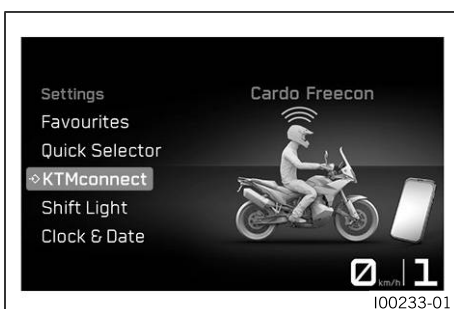 Settings
Cardo Freecon
Favourites
Quick Selector
KTMconnect
Shift Light
Clock & Date
0 km/h 1
I00233-01